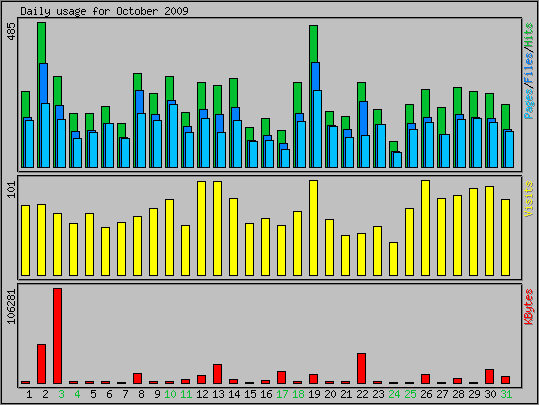 Daily usage for October 2009
485
Pages/Files/Hits
101
Visits
106281
KBytes
1 2 3 4 5 6 7 8 9 10 11 12 13 14 15 16 17 18 19 20 21 22 23 24 25 26 27 28 29 30 31